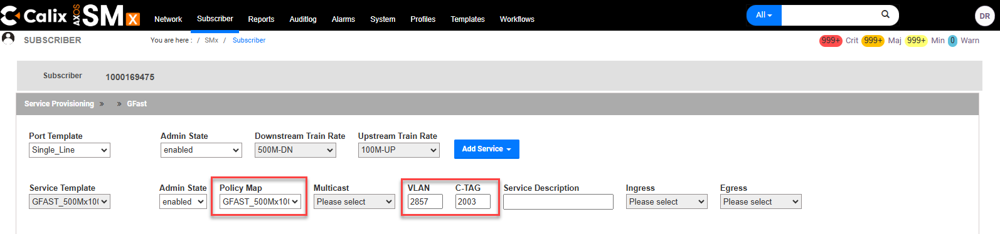 Calix AXOS SMx Network Subscriber Reports Auditlog Alarms System Profiles Templates Workflows All DR
SUBSCRIBER You are here : / SMx / Subscriber 999+ Crit 999+ Maj 999+ Min 0 Warn
Subscriber 1000169475
Service Provisioning » » GFast
Port Template Admin State Downstream Train Rate Upstream Train Rate
Single_Line enabled 500M-DN 100M-UP Add Service
Service Template Admin State Policy Map Multicast VLAN C-TAG Service Description Ingress Egress
GFAST_500Mx100 enabled GFAST_500Mx100 Please select 2857 2003 Please select Please select